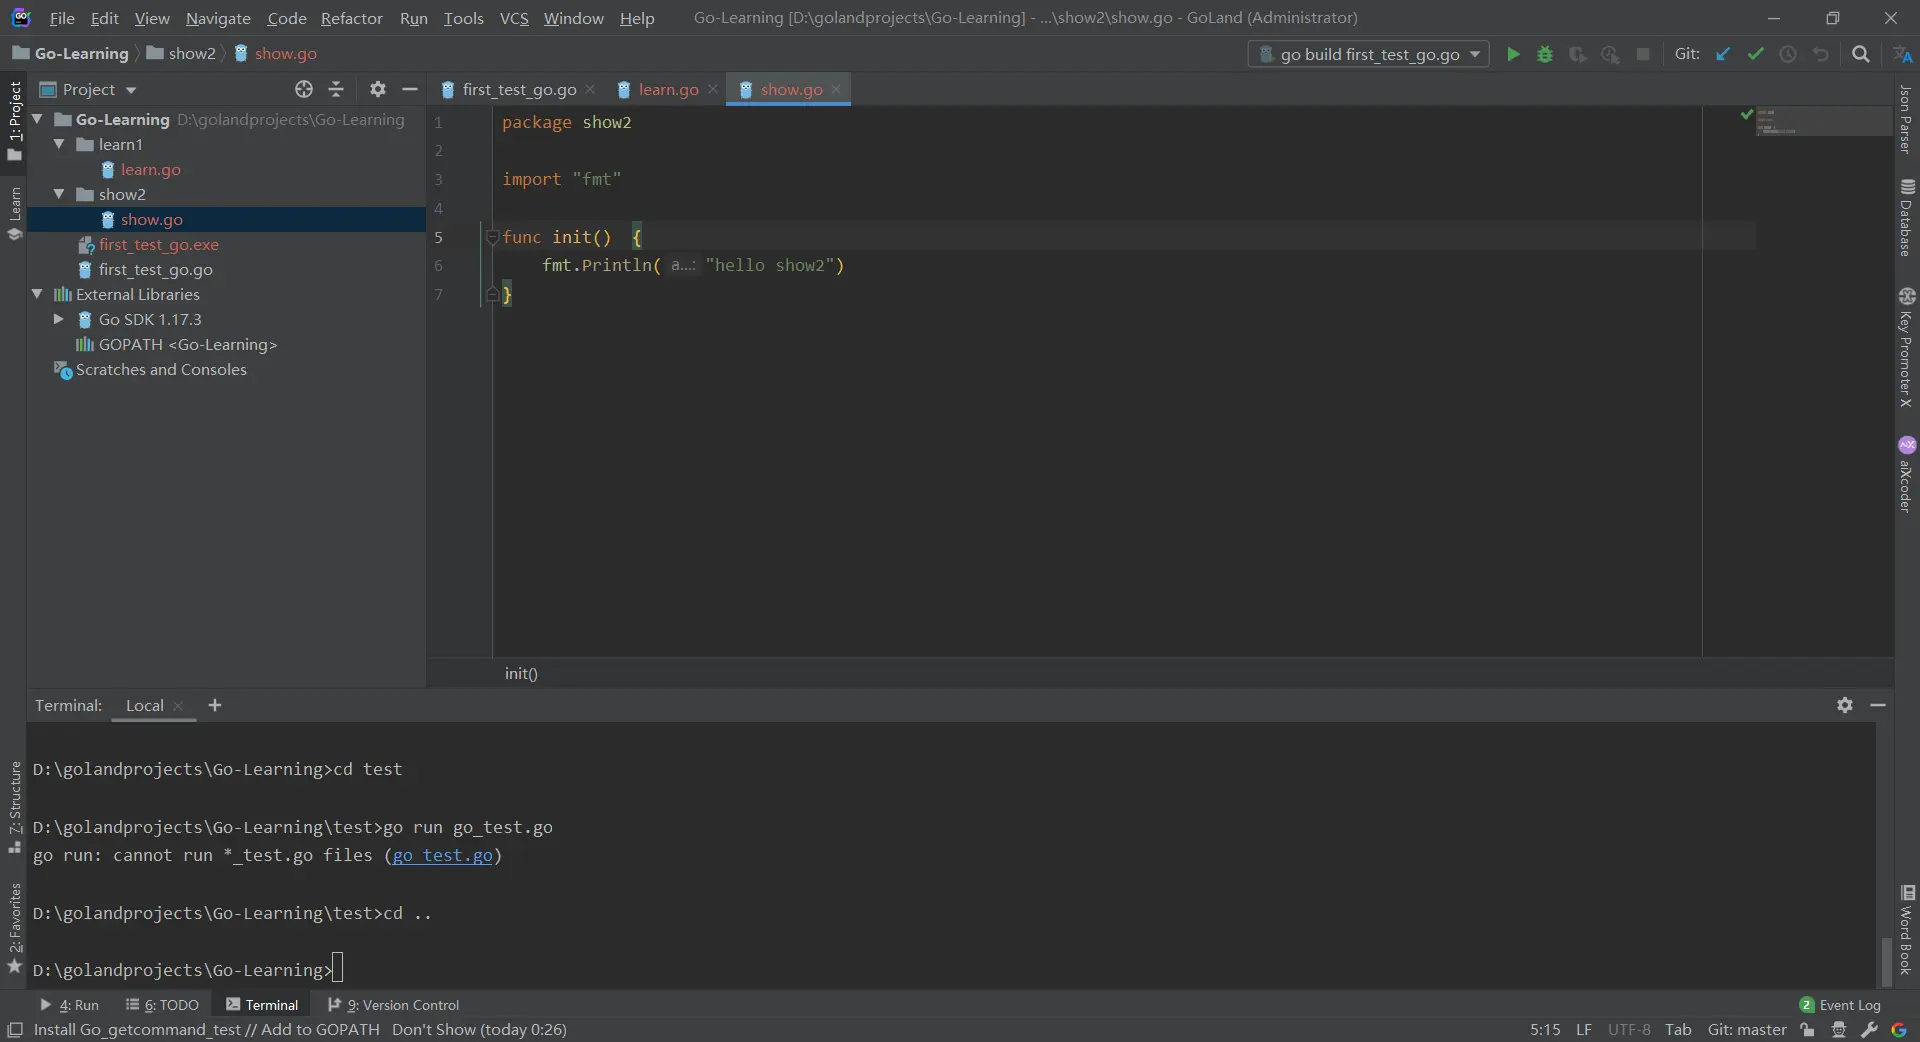 File Edit View Navigate Code Refactor Run Tools VCS Window Help Go-Learning [D:\golandprojects\Go-Learning] - ...\show2\show.go - GoLand (Administrator)
Go-Learning show2 show.go go build first_test_go.go Git:
Project first_test_go.go learn.go show.go
Go-Learning D:\golandprojects\Go-Learning
learn1
learn.go
show2
show.go
first_test_go.exe
first_test_go.go
External Libraries
Go SDK 1.17.3
GOPATH <Go-Learning>
Scratches and Consoles
1 package show2
2
3 import "fmt"
4
5 func init()  {
6 fmt.Println( a...: "hello show2")
7 }
init()
1: Project
Learn
7: Structure
2: Favorites
Json Parser
Database
Key Promoter X
aiXcoder
Word Book
Terminal: Local +
D:\golandprojects\Go-Learning>cd test
D:\golandprojects\Go-Learning\test>go run go_test.go
go run: cannot run *_test.go files (go_test.go)
D:\golandprojects\Go-Learning\test>cd ..
D:\golandprojects\Go-Learning>
4: Run 6: TODO Terminal 9: Version Control 2 Event Log
Install Go_getcommand_test // Add to GOPATH Don't Show (today 0:26) 5:15 LF UTF-8 Tab Git: master